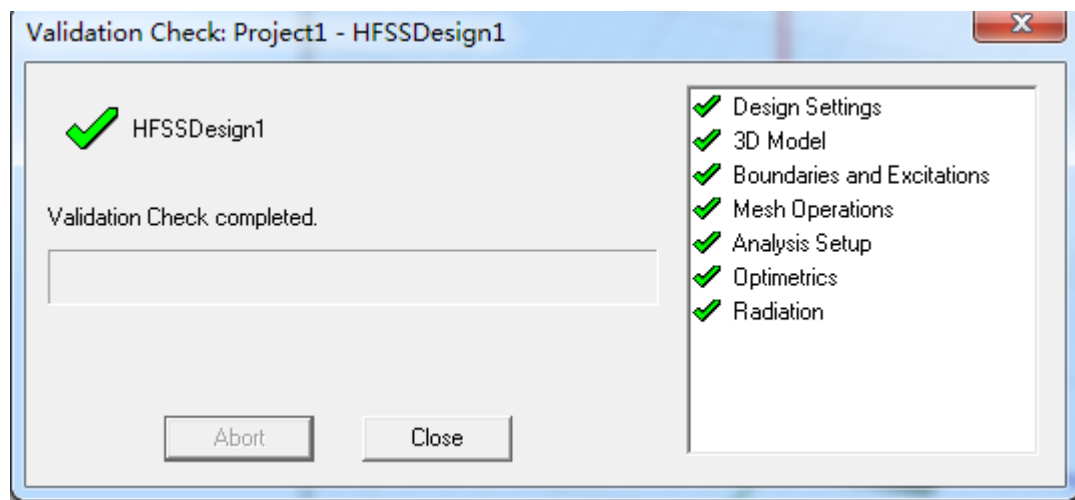 Validation Check: Project1 - HFSSDesign1
HFSSDesign1
Validation Check completed.
Abort
Close
Design Settings
3D Model
Boundaries and Excitations
Mesh Operations
Analysis Setup
Optimetrics
Radiation